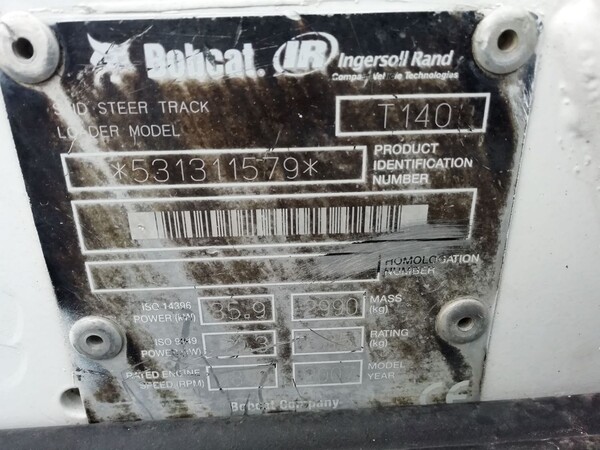 Bobcat. IR Ingersoll Rand
Technologies
STEER TRACK
LOADER MODEL
T140
*531311579*
PRODUCT
IDENTIFICATION
NUMBER
HOMOLOGATION
NUMBER
ISO 14396
POWER (kW)
35.9
2990
MASS
(kg)
ISO 9249
POWER (kW)
RATING
(kg)
RATED ENGINE
SPEED (RPM)
MODEL
YEAR
Bobcat Company
CE